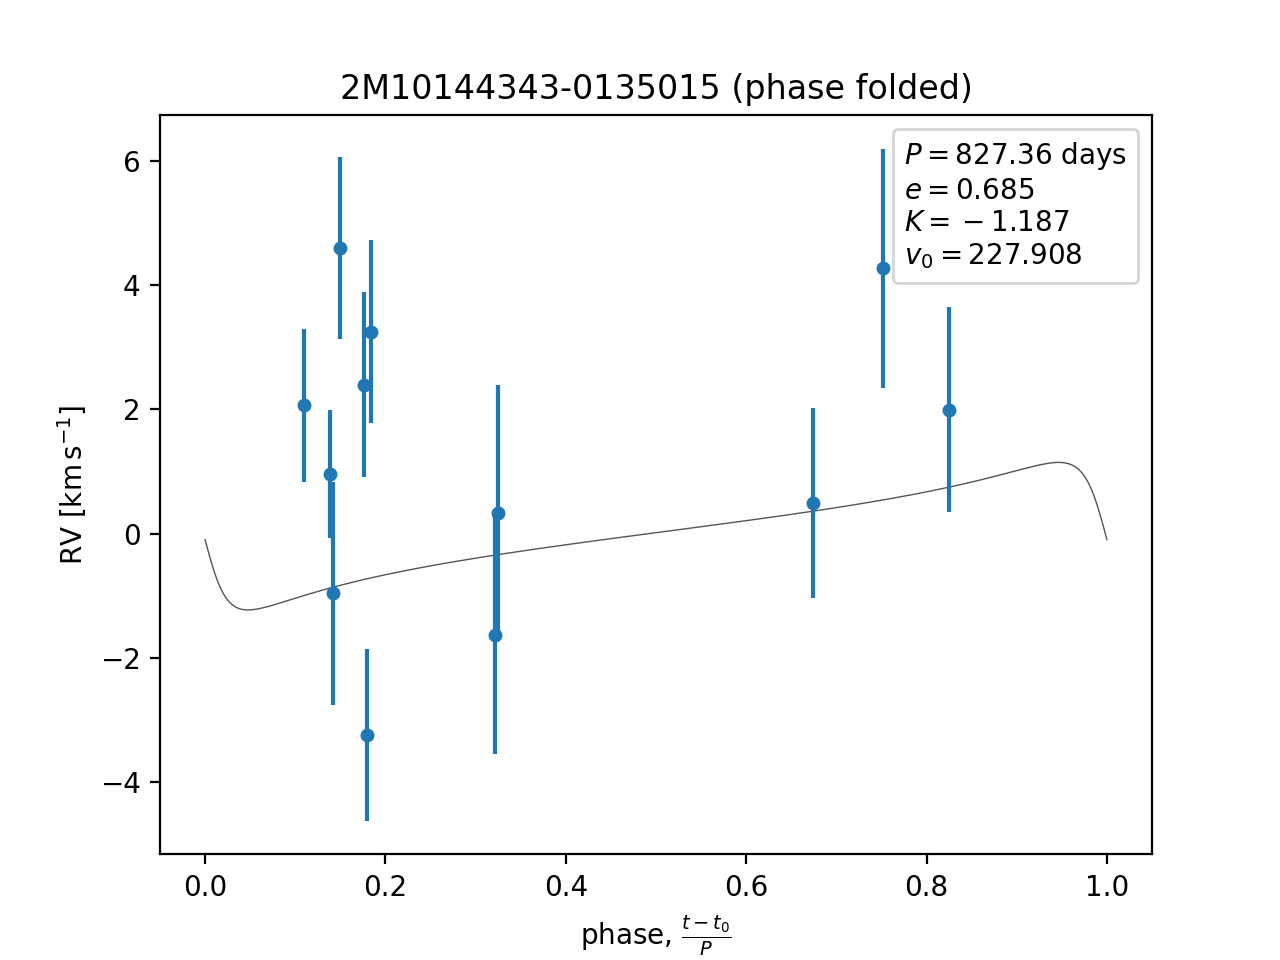 2M10144343-0135015 (phase folded)
P = 827.36 days
e = 0.685
K = −1.187
v₀ = 227.908
RV [km s⁻¹]
6
4
2
0
−2
−4
0.0 0.2 0.4 0.6 0.8 1.0
phase, (t − t₀)/P